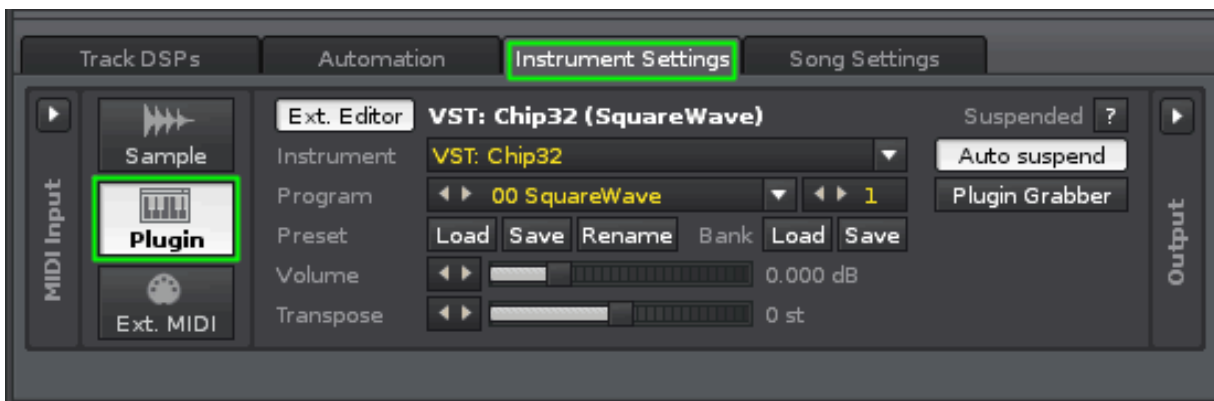 Track DSPs Automation Instrument Settings Song Settings
MIDI Input
Sample
Plugin
Ext. MIDI
Ext. Editor VST: Chip32 (SquareWave) Suspended ?
Instrument VST: Chip32 Auto suspend
Program 00 SquareWave 1 Plugin Grabber
Preset Load Save Rename Bank Load Save
Volume 0.000 dB
Transpose 0 st
Output